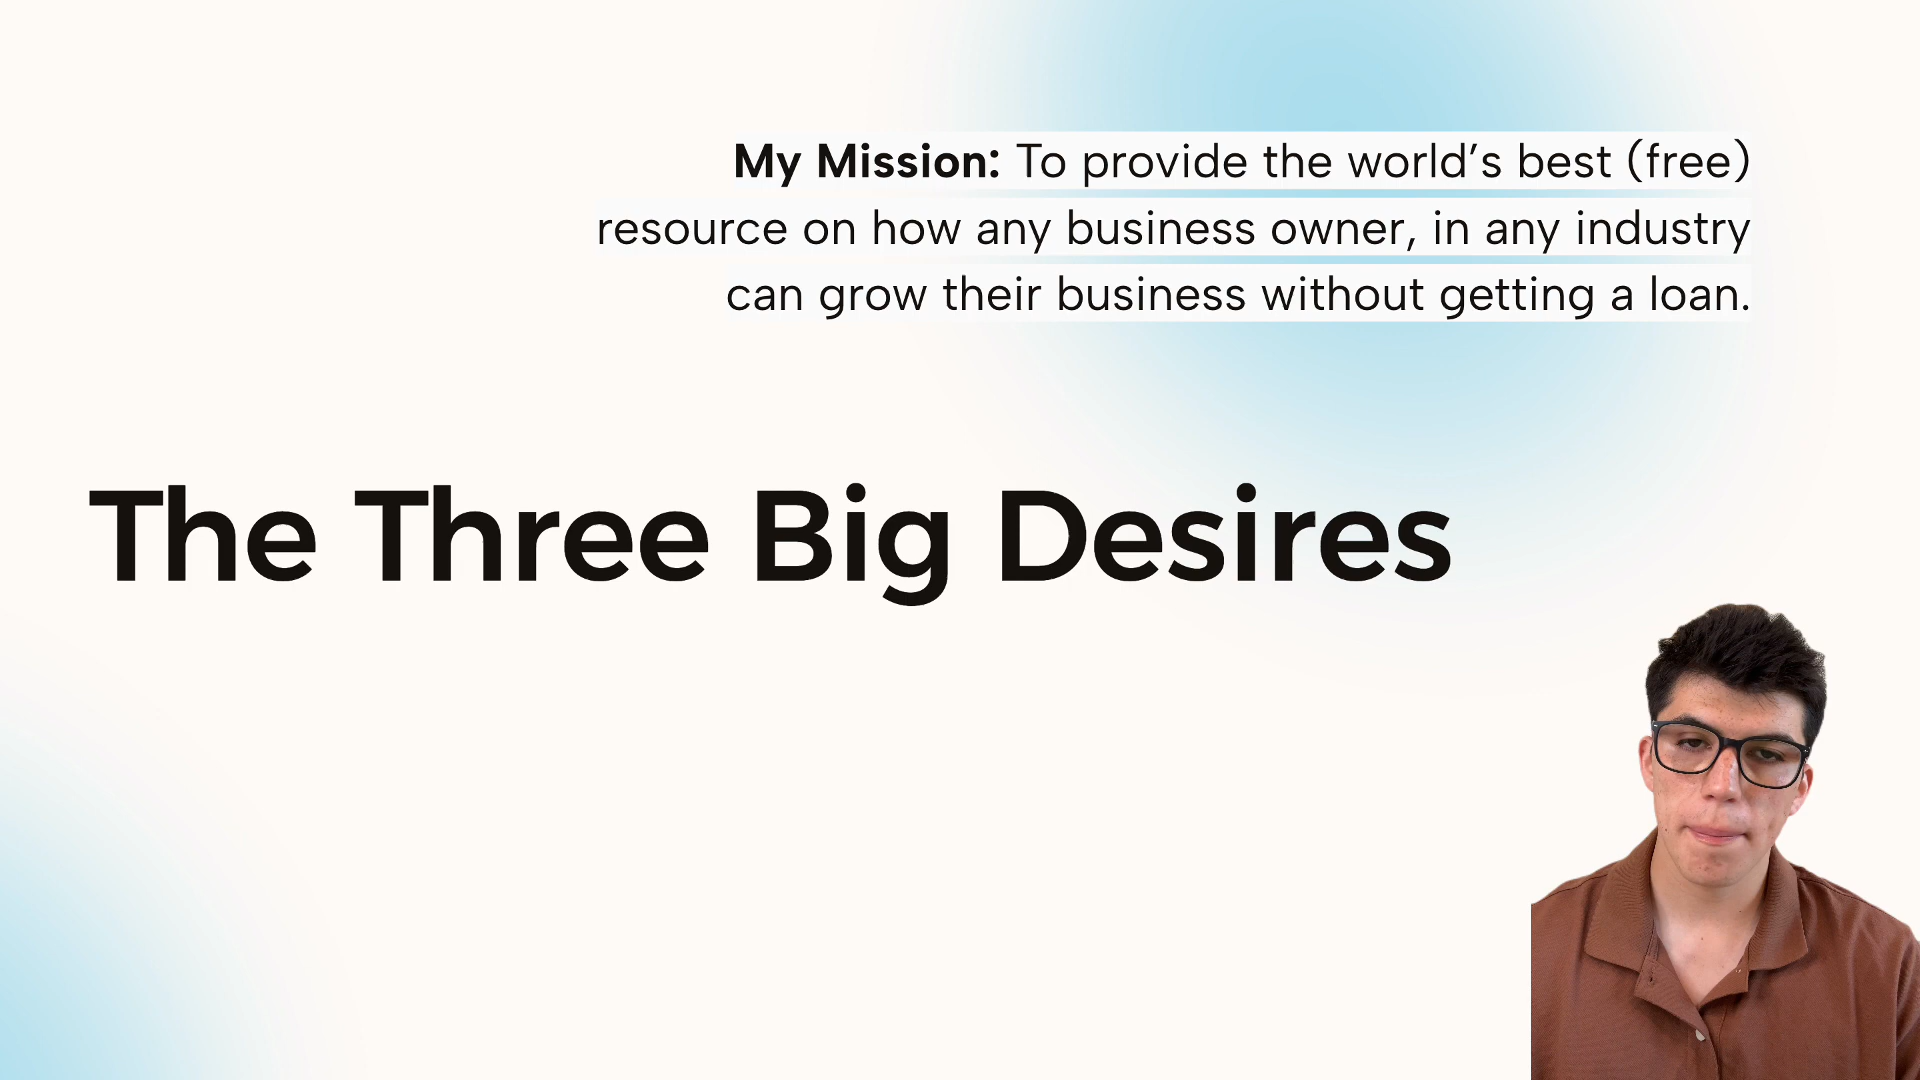 My Mission: To provide the world’s best (free)
resource on how any business owner, in any industry
can grow their business without getting a loan.
The Three Big Desires